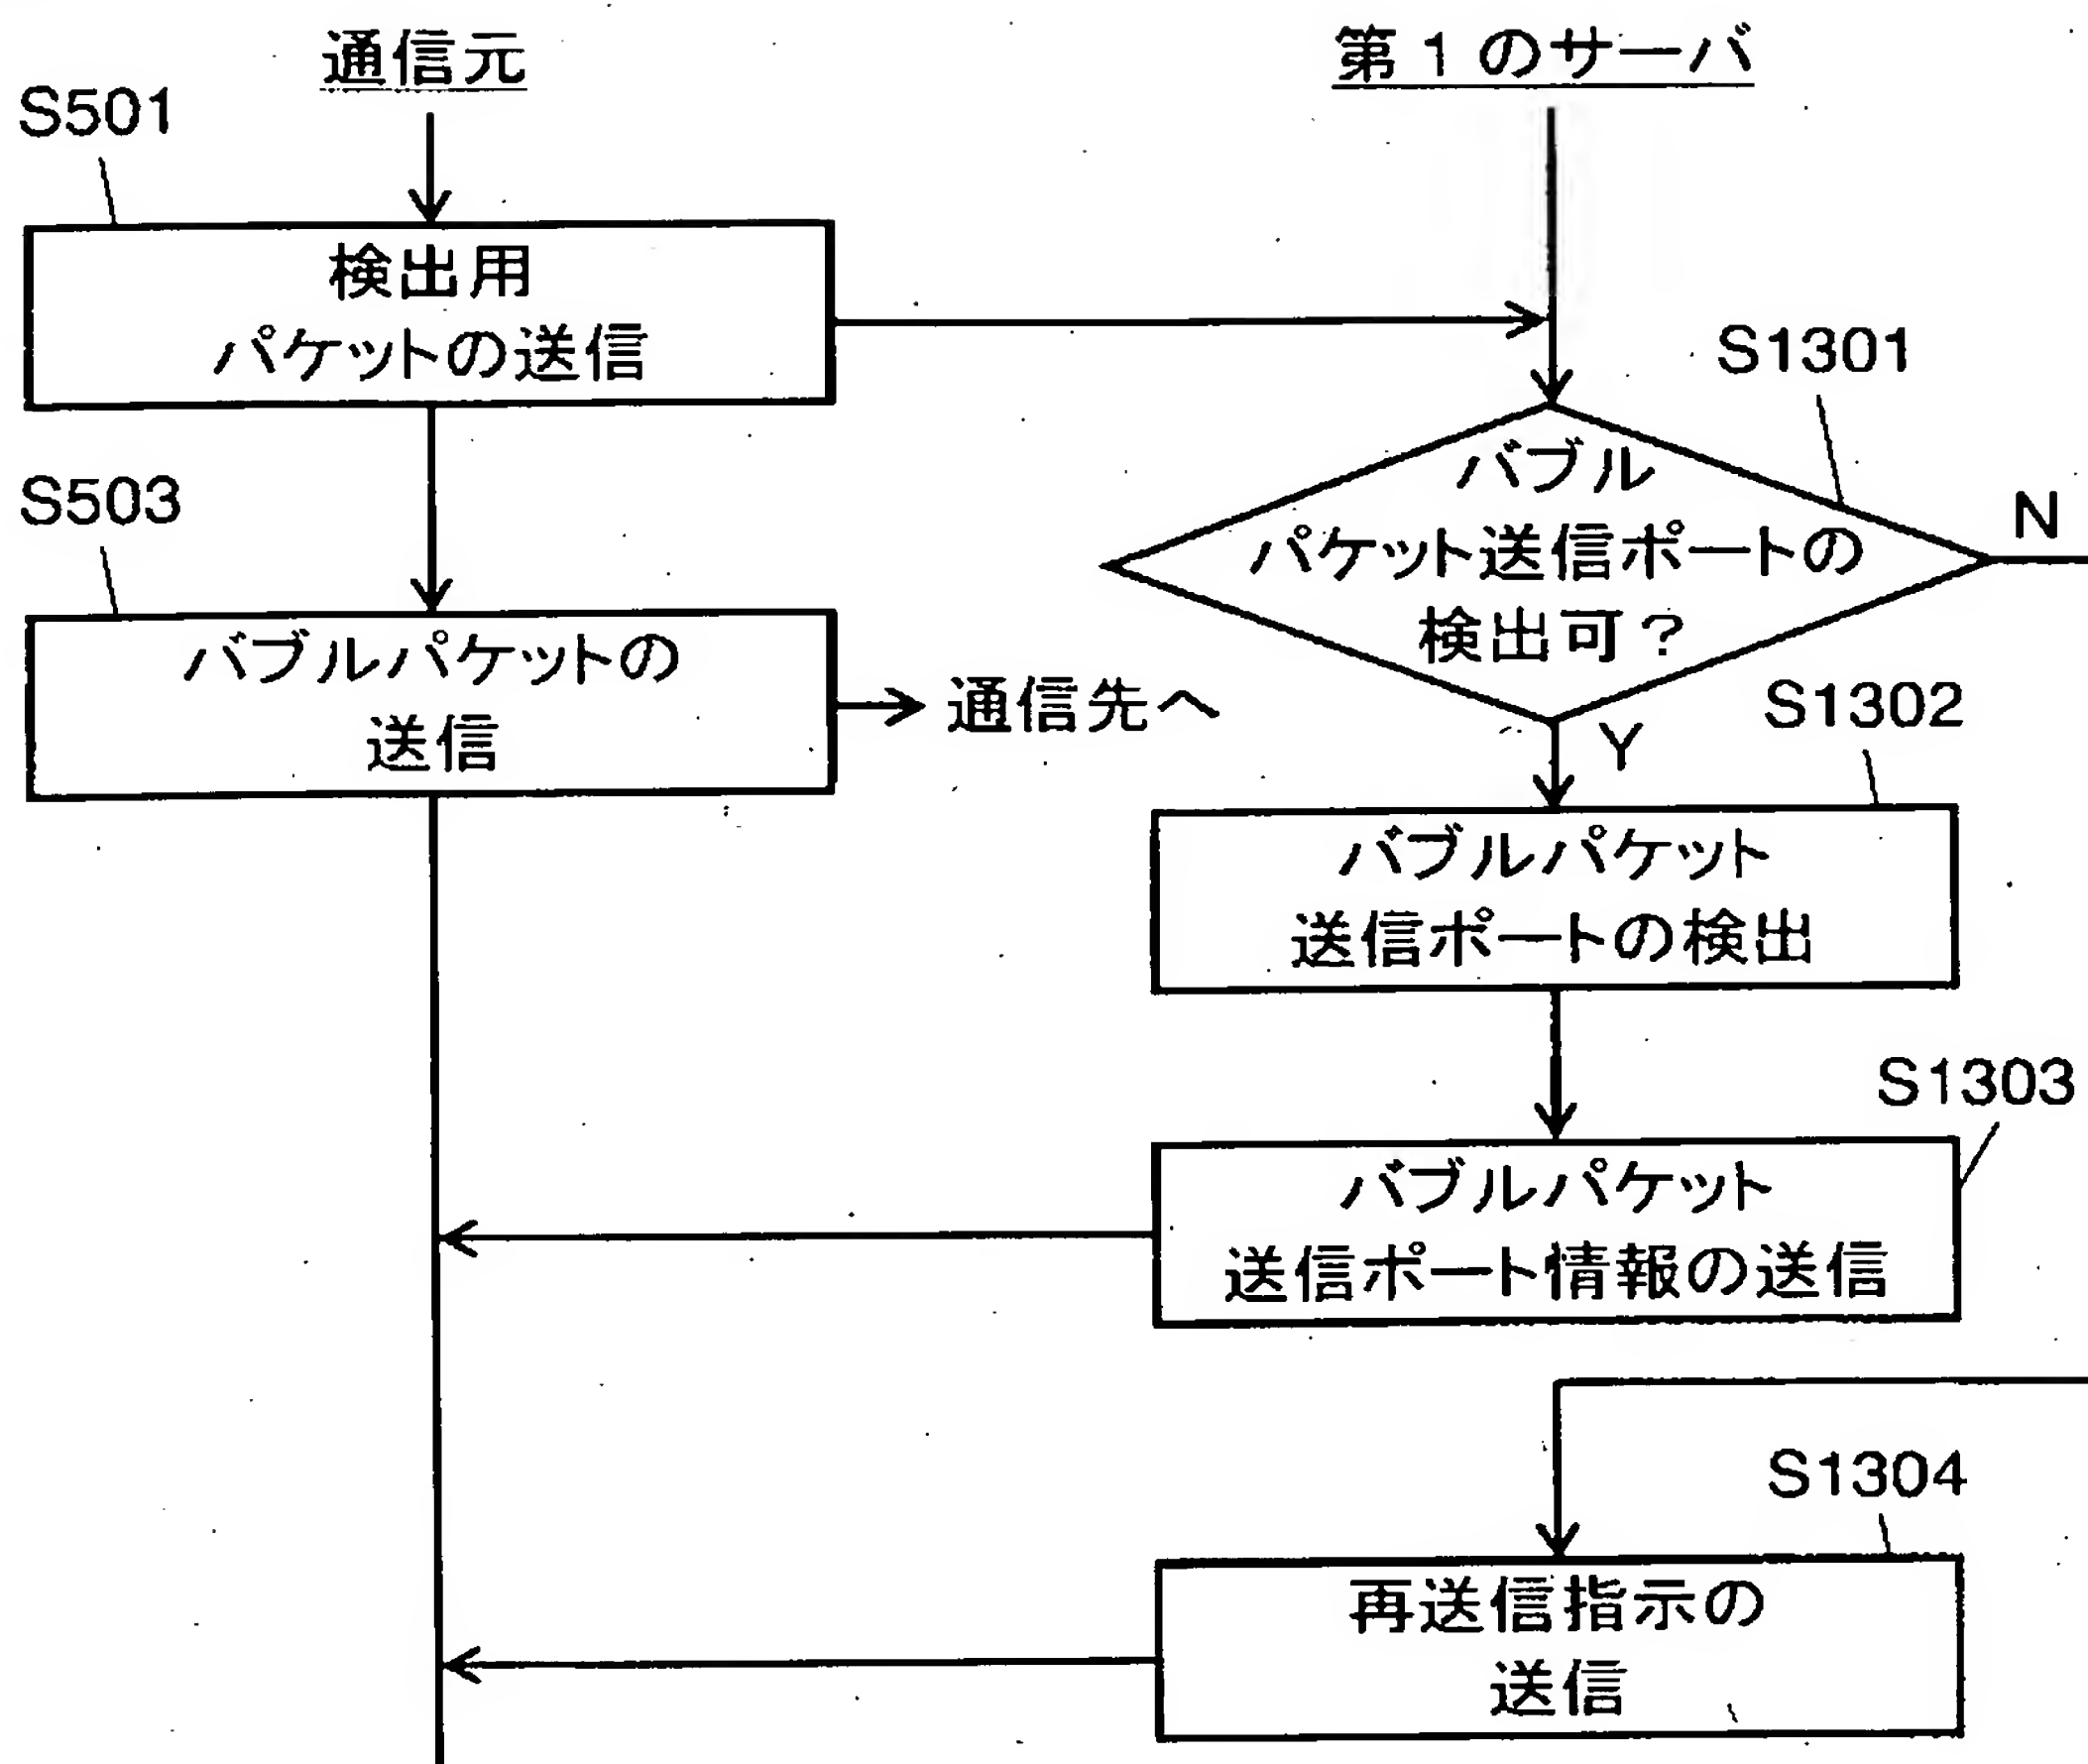 通信元
第1のサーバ
S501
検出用
パケットの送信
S1301
バブル
パケット送信ポートの
検出可?
N
S503
バブルパケットの
送信
通信先へ
Y
S1302
バブルパケット
送信ポートの検出
S1303
バブルパケット
送信ポート情報の送信
S1304
再送信指示の
送信